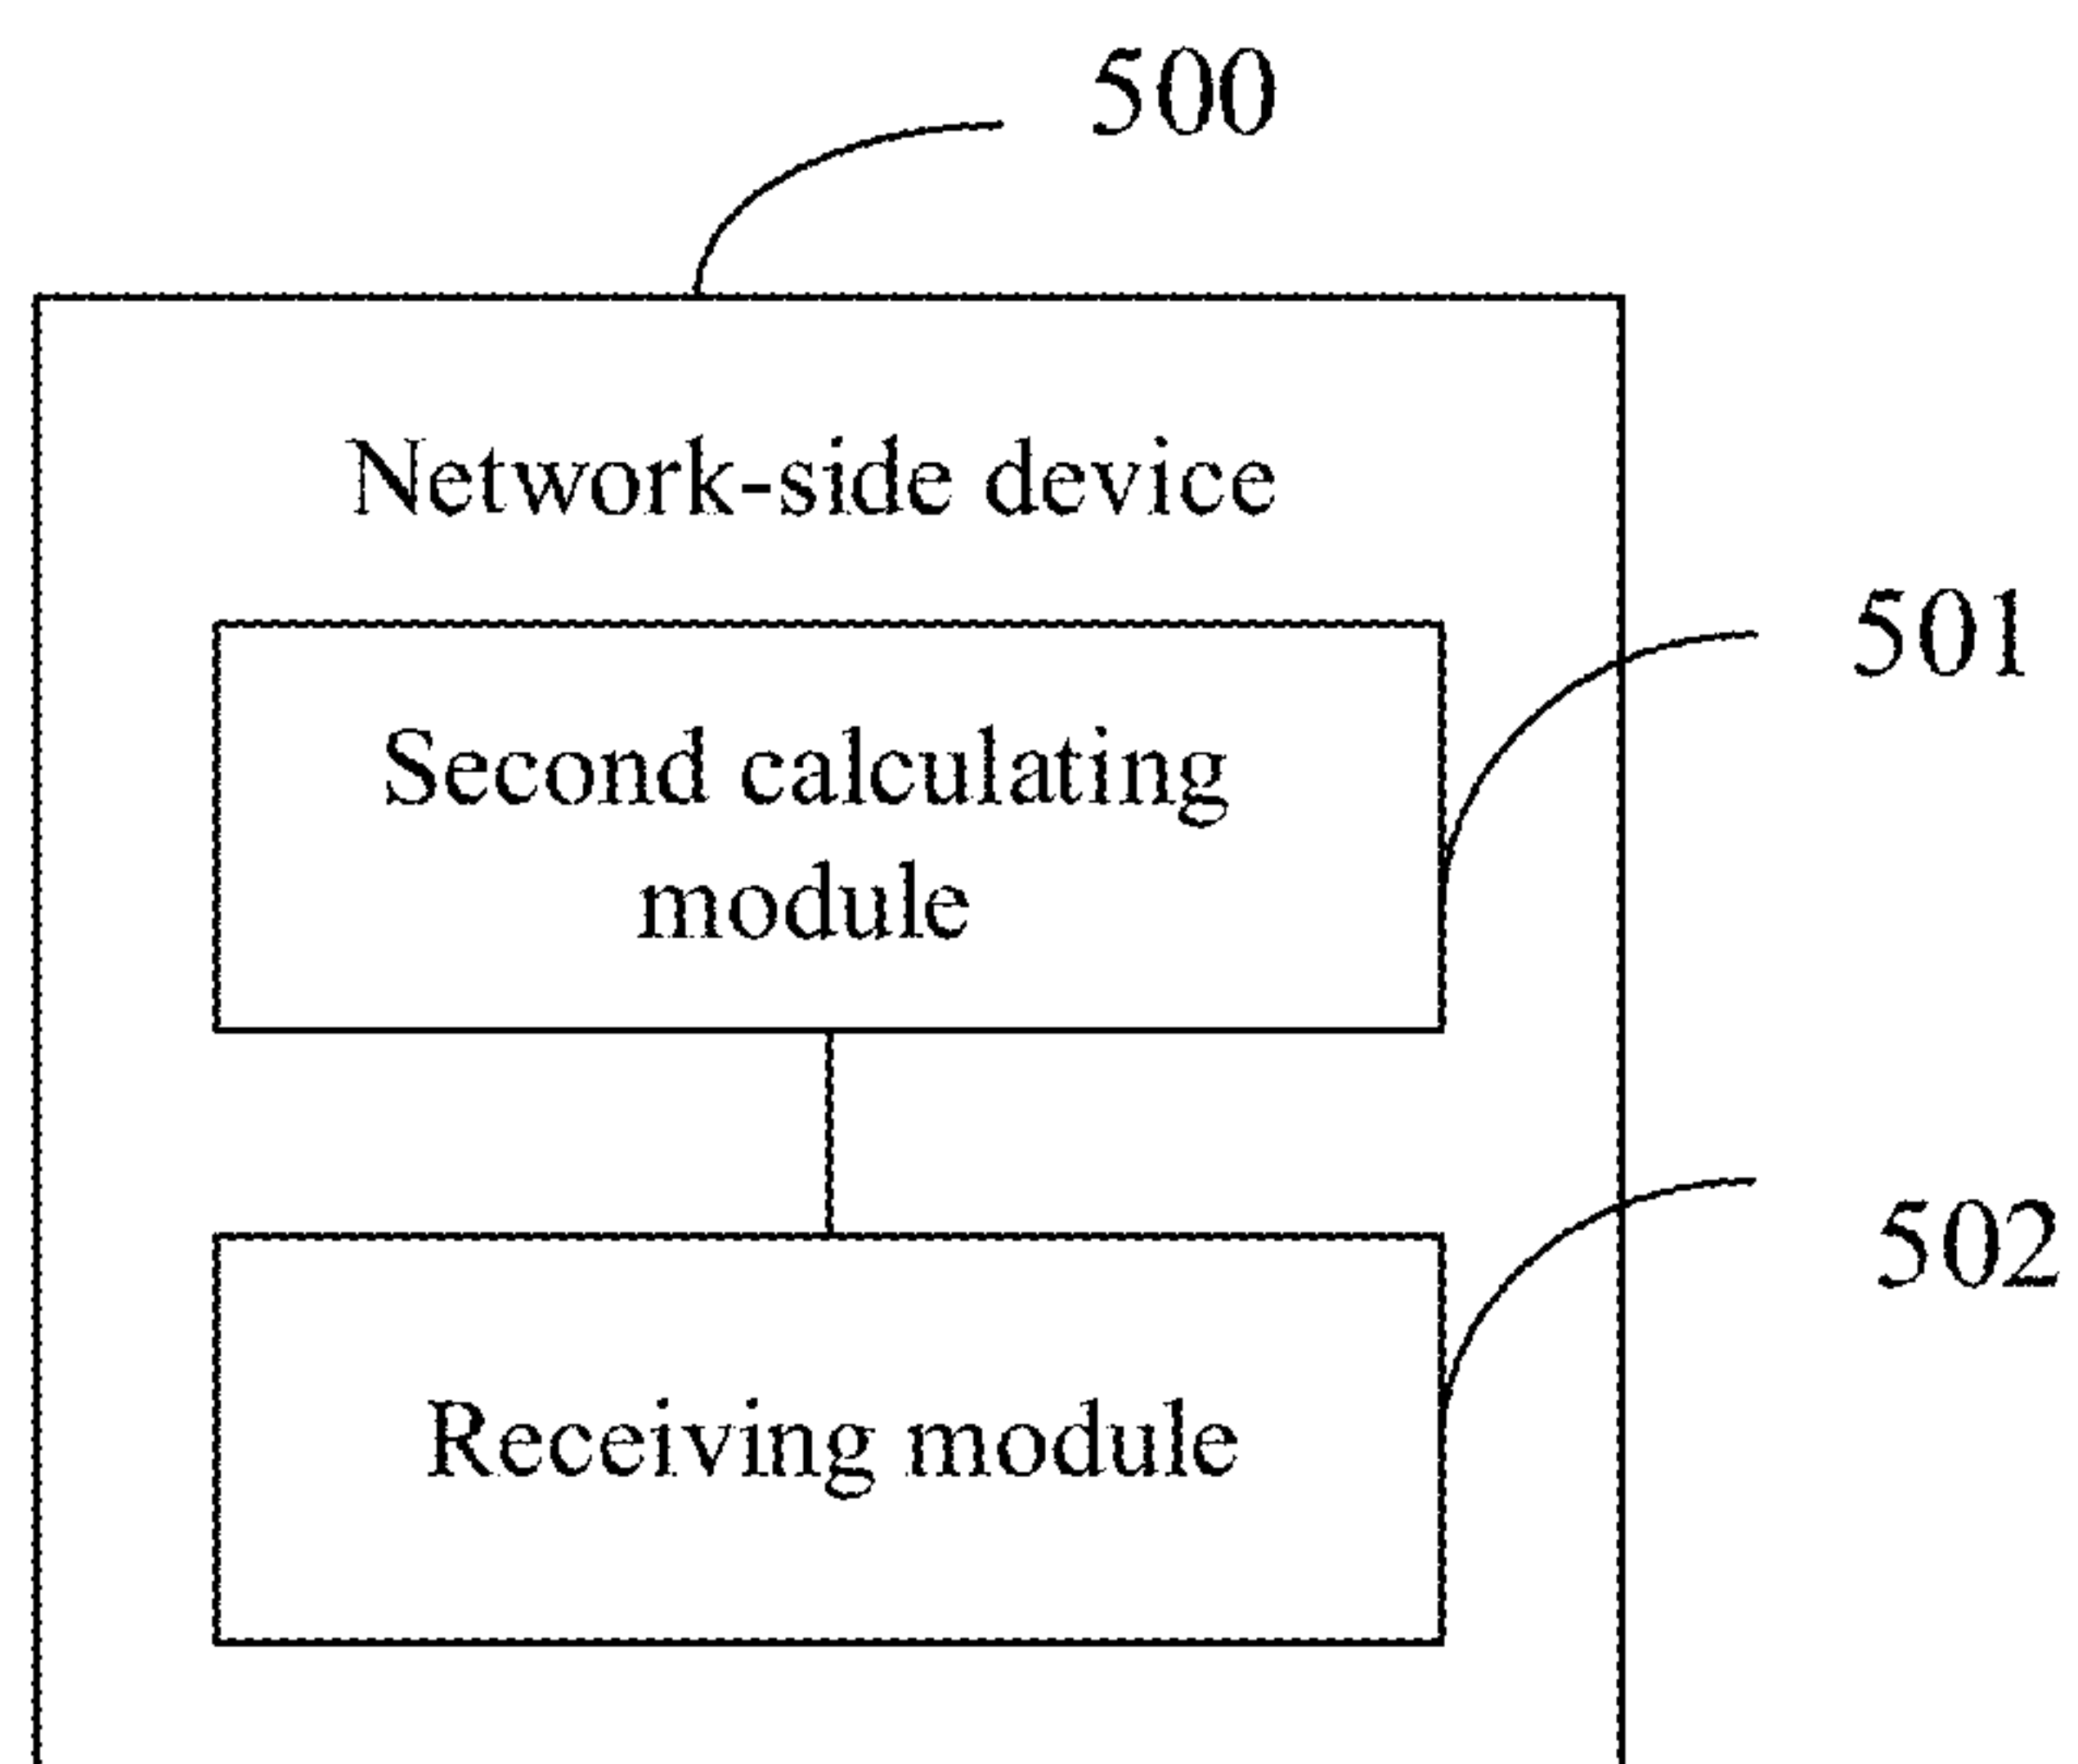 500
Network-side device
501
Second calculating
module
502
Receiving module